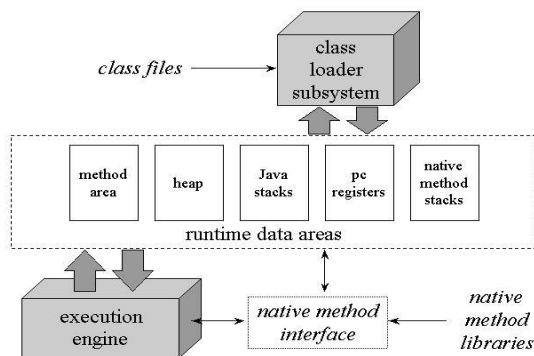 class
loader
subsystem
class files
method
area
heap
Java
stacks
pc
registers
native
method
stacks
runtime data areas
execution
engine
native method
interface
native
method
libraries